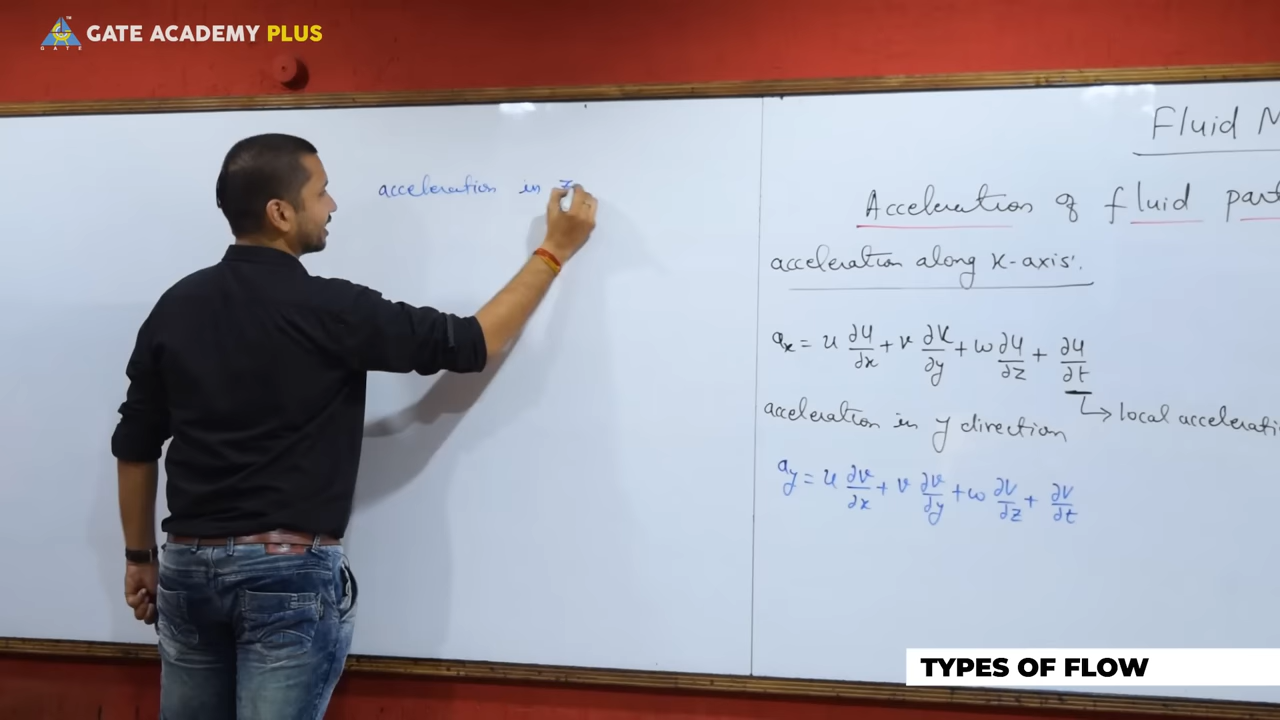 GATE ACADEMY PLUS
GATE
acceleration in z
Fluid M
Acceleration of fluid part
acceleration along x-axis:
ax = u ∂u/∂x + v ∂u/∂y + w ∂u/∂z + ∂u/∂t
local accelerati
acceleration in y direction
ay = u ∂v/∂x + v ∂v/∂y + w ∂v/∂z + ∂v/∂t
TYPES OF FLOW